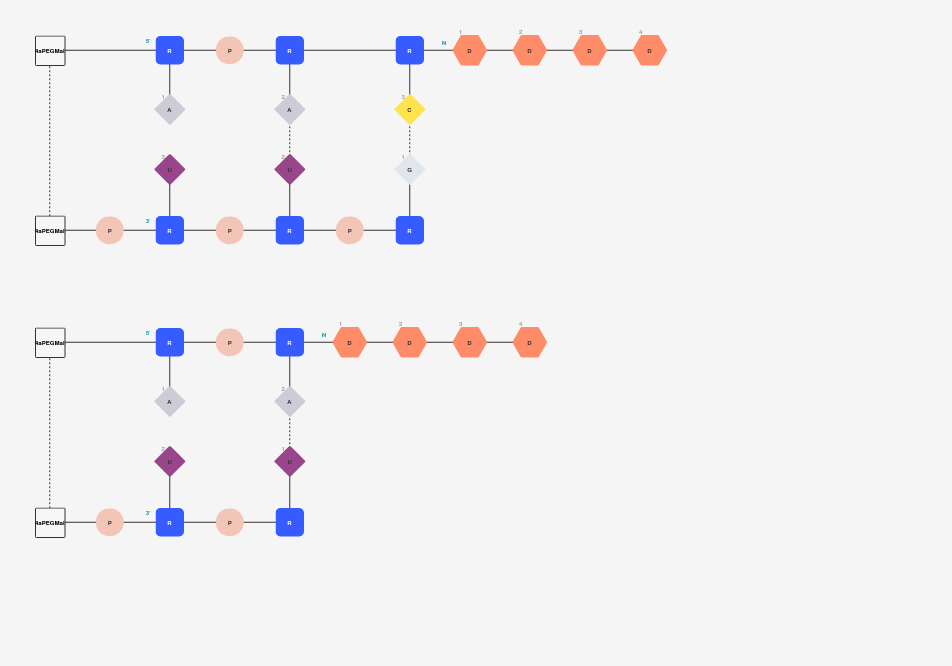 1 2 3 4
4aPEGMal 5' R P R R N D D D D
1 2 3
A A C
3 2 1
U U G
4aPEGMal P 3' R P R P R
1 2 3 4
4aPEGMal 5' R P R N D D D D
1 2
A A
2 1
U U
4aPEGMal P 3' R P R